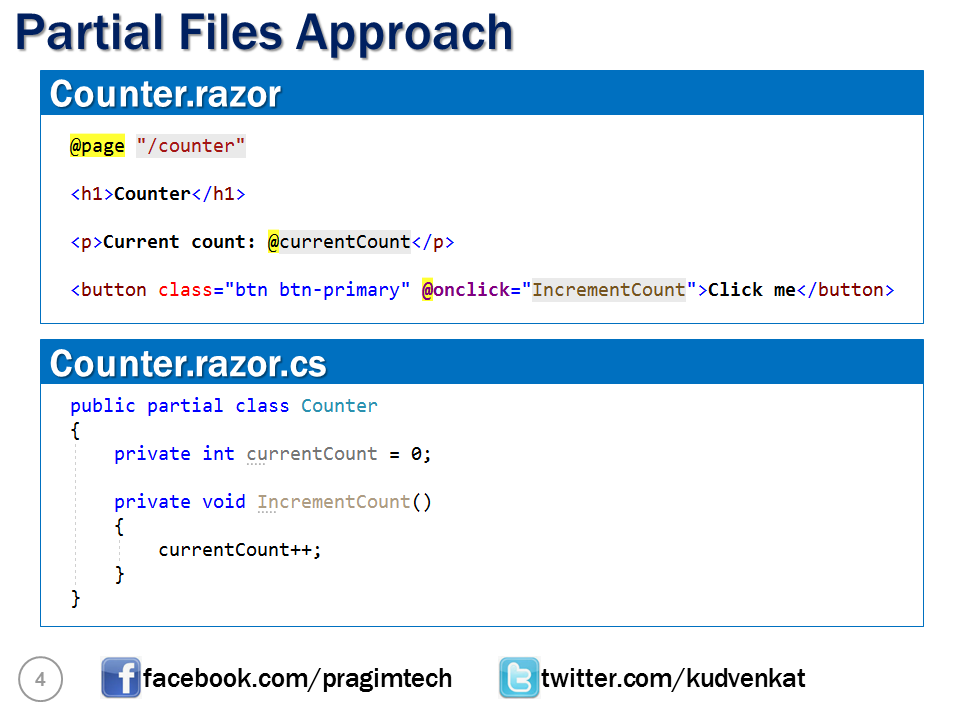 Partial Files Approach
Counter.razor
@page "/counter"
<h1>Counter</h1>
<p>Current count: @currentCount</p>
<button class="btn btn-primary" @onclick="IncrementCount">Click me</button>
Counter.razor.cs
public partial class Counter
{
    private int currentCount = 0;
    private void IncrementCount()
    {
        currentCount++;
    }
}
4 facebook.com/pragimtech twitter.com/kudvenkat